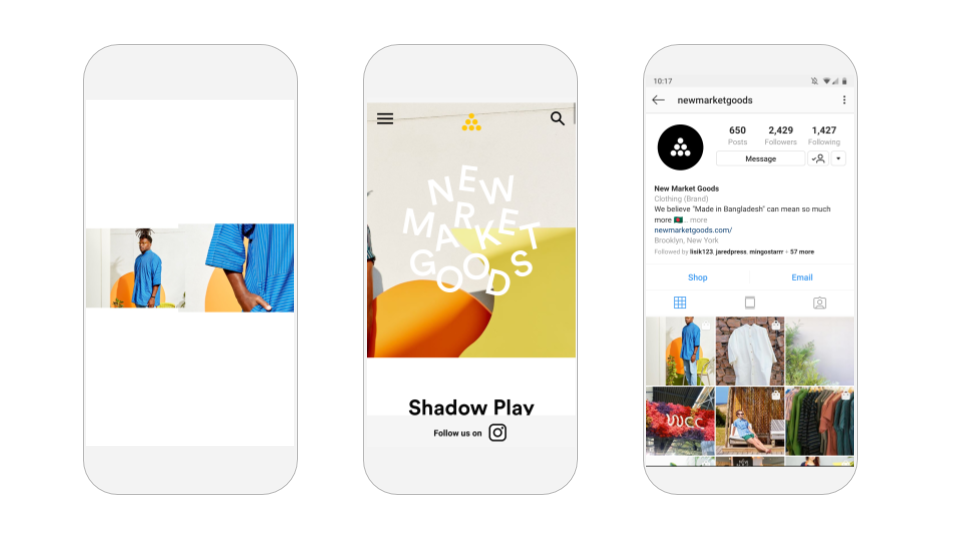 NEW
MARKET
GOODS
Shadow Play
Follow us on
10:17
newmarketgoods
650 2,429 1,427
Posts Followers Following
Message
New Market Goods
Clothing (Brand)
We believe "Made in Bangladesh" can mean so much
more 🇧🇩... more
newmarketgoods.com/
Brooklyn, New York
Followed by lisik123, jaredpress, mingostarrr + 57 more
Shop Email